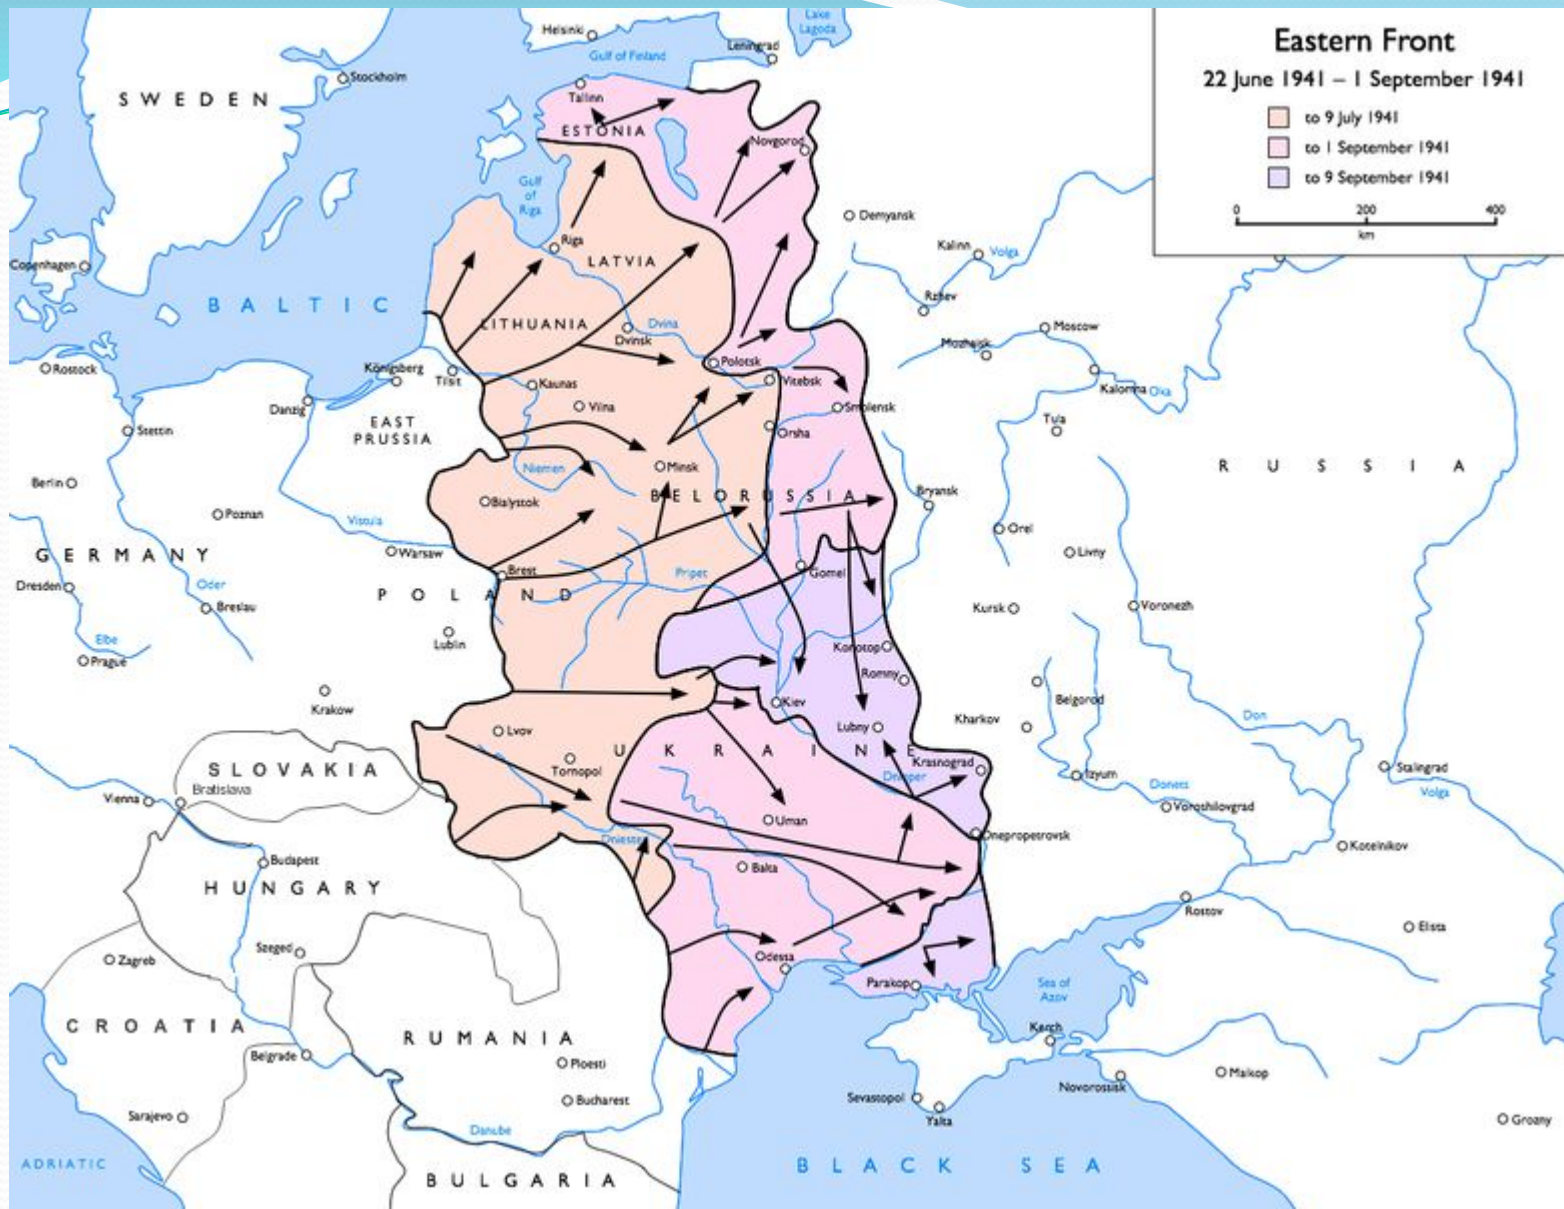 Eastern Front
22 June 1941 – 1 September 1941
to 9 July 1941
to 1 September 1941
to 9 September 1941
0 200 400
km
Lake
Lagoda
Helsinki
Gulf of Finland
Leningrad
Stockholm
SWEDEN
Tallinn
ESTONIA
Novgorod
Gulf
of
Riga
Demyansk
Riga
Kalinn
Volga
LATVIA
Copenhagen
BALTIC
Rzhev
LITHUANIA
Dvina
Dvinsk
Moscow
Mozhaisk
Polotsk
Rostock
Königsberg
Tilsit
Kaunas
Vitebsk
Kalomna
Oka
Danzig
Vilna
Smolensk
EAST
PRUSSIA
Tula
Stettin
Orsha
Minsk
Niemen
RUSSIA
Berlin
Bialystok
BELORUSSIA
Bryansk
Poznan
Vistula
Orel
GERMANY
Warsaw
Livny
Dresden
Oder
Brest
Pripet
Gomel
POLAND
Breslau
Kursk
Voronezh
Elbe
Lublin
Konotop
Prague
Romny
Krakow
Belgorod
Kiev
Kharkov
Don
Lvov
Lubny
UKRAINE
SLOVAKIA
Tornopol
Krasnograd
Bratislava
Dnieper
Izyum
Stalingrad
Donets
Volga
Vienna
Voroshilovgrad
Uman
Dniester
Dnepropetrovsk
Budapest
Balta
Kotelnikov
HUNGARY
Rostov
Szeged
Elista
Zagreb
Odessa
Parakop
Sea of
Azov
CROATIA
RUMANIA
Kerch
Belgrade
Ploesti
Maikop
Novorossisk
Bucharest
Sevastopol
Sarajevo
Yalta
Groany
Danube
ADRIATIC
BLACK SEA
BULGARIA